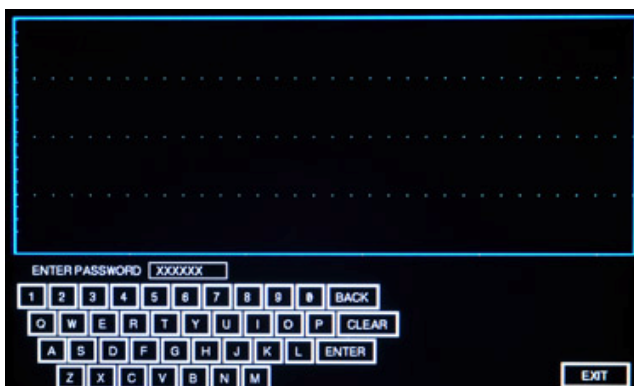 ENTER PASSWORD XXXXXX
1 2 3 4 5 6 7 8 9 0 BACK
Q W E R T Y U I O P CLEAR
A S D F G H J K L ENTER
Z X C V B N M EXIT